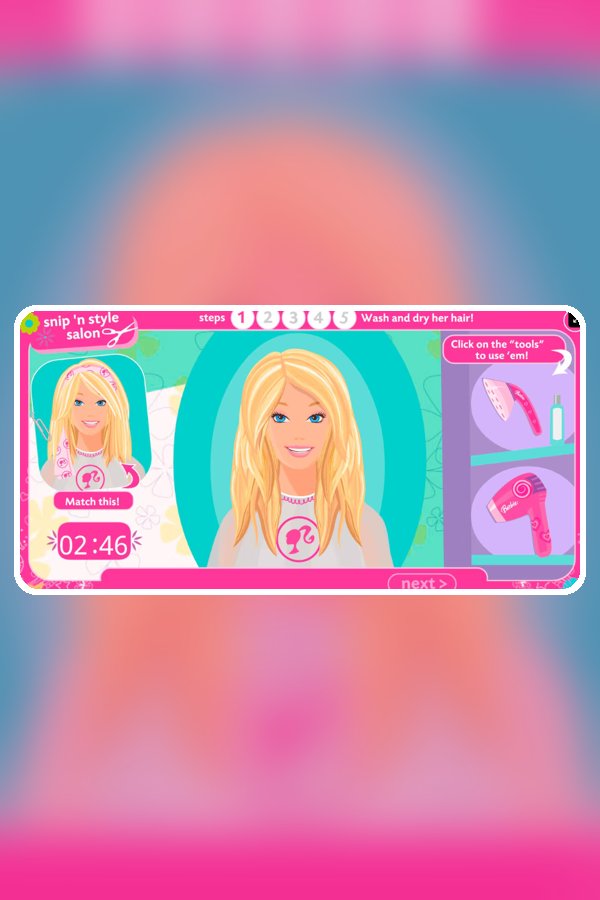 snip 'n style
salon
steps 1 2 3 4 5 Wash and dry her hair!
Click on the "tools"
to use 'em!
Match this!
02:46
Barbie
next >